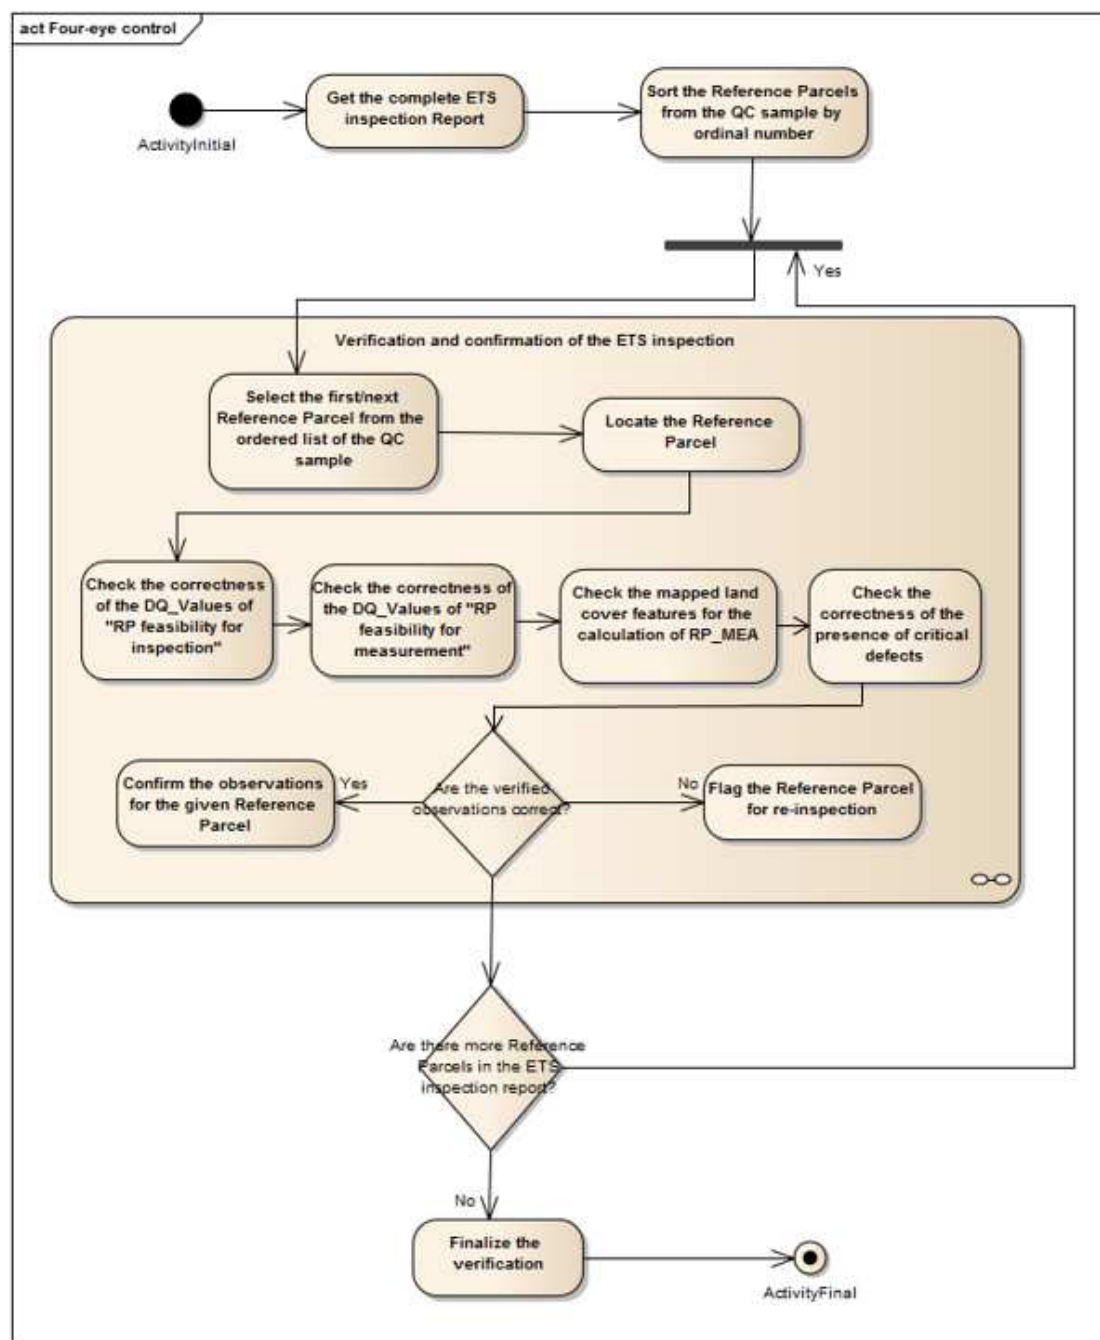 act Four-eye control
Get the complete ETS
inspection Report
Sort the Reference Parcels
from the QC sample by
ordinal number
ActivityInitial
Yes
Verification and confirmation of the ETS inspection
Select the first/next
Reference Parcel from the
ordered list of the QC
sample
Locate the Reference
Parcel
Check the correctness
of the DQ_Values of
"RP feasibility for
inspection"
Check the correctness of
the DQ_Values of "RP
feasibility for
measurement"
Check the mapped land
cover features for the
calculation of RP_MEA
Check the
correctness of the
presence of critical
defects
Confirm the observations
for the given Reference
Parcel
Yes
Are the verified
observations correct?
No
Flag the Reference Parcel
for re-inspection
Are there more Reference
Parcels in the ETS
inspection report?
No
Finalize the
verification
ActivityFinal